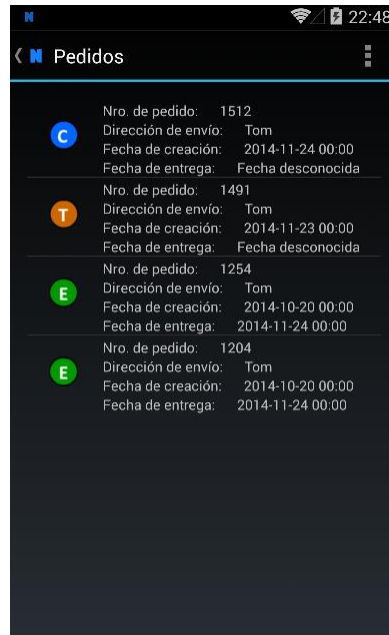 N 22:48
N Pedidos
Nro. de pedido: 1512
C Dirección de envío: Tom
Fecha de creación: 2014-11-24 00:00
Fecha de entrega: Fecha desconocida
Nro. de pedido: 1491
T Dirección de envío: Tom
Fecha de creación: 2014-11-23 00:00
Fecha de entrega: Fecha desconocida
Nro. de pedido: 1254
E Dirección de envío: Tom
Fecha de creación: 2014-10-20 00:00
Fecha de entrega: 2014-11-24 00:00
Nro. de pedido: 1204
E Dirección de envío: Tom
Fecha de creación: 2014-10-20 00:00
Fecha de entrega: 2014-11-24 00:00